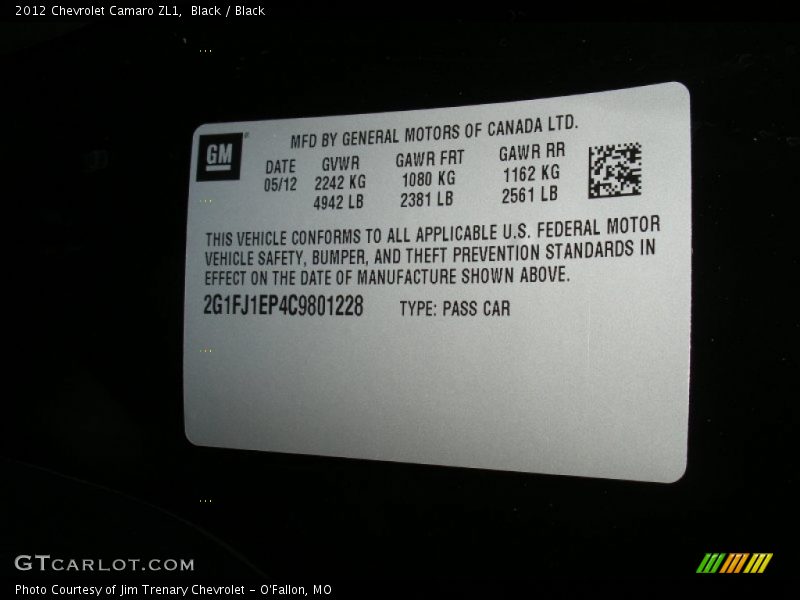 2012 Chevrolet Camaro ZL1,  Black / Black
GM
MFD BY GENERAL MOTORS OF CANADA LTD.
DATE GVWR GAWR FRT GAWR RR
05/12 2242 KG 1080 KG 1162 KG
4942 LB 2381 LB 2561 LB
THIS VEHICLE CONFORMS TO ALL APPLICABLE U.S. FEDERAL MOTOR
VEHICLE SAFETY, BUMPER, AND THEFT PREVENTION STANDARDS IN
EFFECT ON THE DATE OF MANUFACTURE SHOWN ABOVE.
2G1FJ1EP4C9801228 TYPE: PASS CAR
GTCARLOT.COM
Photo Courtesy of Jim Trenary Chevrolet - O'Fallon, MO